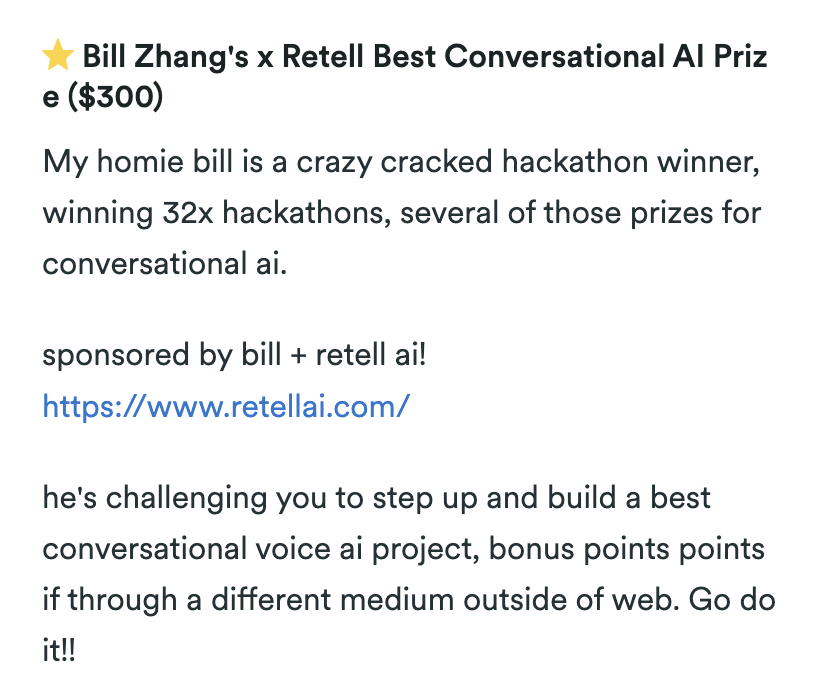 ⭐ Bill Zhang's x Retell Best Conversational AI Priz
e ($300)
My homie bill is a crazy cracked hackathon winner,
winning 32x hackathons, several of those prizes for
conversational ai.
sponsored by bill + retell ai!
https://www.retellai.com/
he's challenging you to step up and build a best
conversational voice ai project, bonus points points
if through a different medium outside of web. Go do
it!!